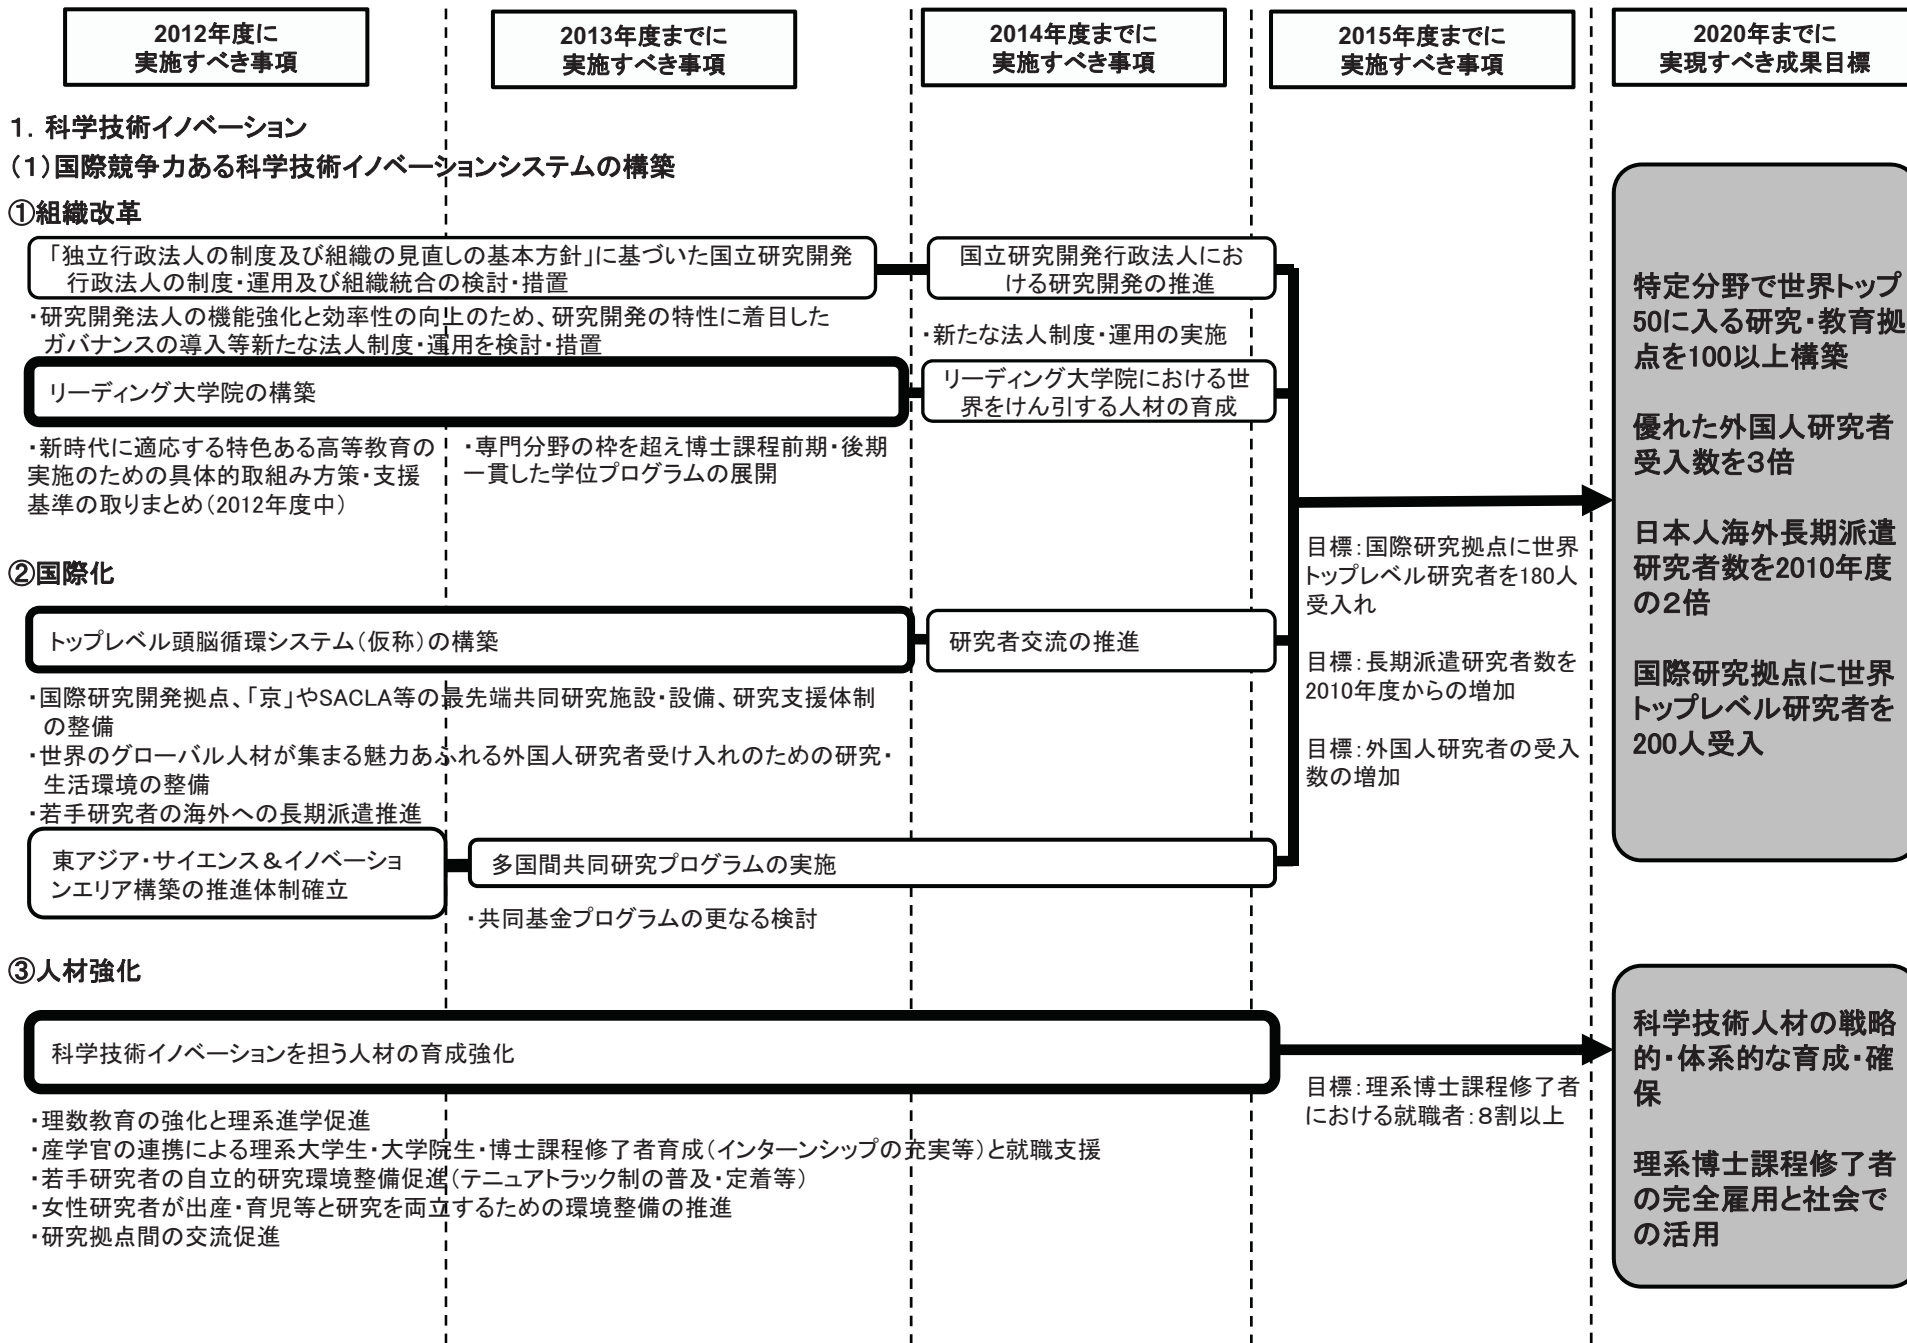 2012年度に
実施すべき事項
2013年度までに
実施すべき事項
2014年度までに
実施すべき事項
2015年度までに
実施すべき事項
2020年までに
実現すべき成果目標
１．科学技術イノベーション
（１）国際競争力ある科学技術イノベーションシステムの構築
①組織改革
「独立行政法人の制度及び組織の見直しの基本方針」に基づいた国立研究開発
行政法人の制度・運用及び組織統合の検討・措置
国立研究開発行政法人にお
ける研究開発の推進
・研究開発法人の機能強化と効率性の向上のため、研究開発の特性に着目した
ガバナンスの導入等新たな法人制度・運用を検討・措置
・新たな法人制度・運用の実施
リーディング大学院の構築
リーディング大学院における世
界をけん引する人材の育成
・新時代に適応する特色ある高等教育の
実施のための具体的取組み方策・支援
基準の取りまとめ（2012年度中）
・専門分野の枠を超え博士課程前期・後期
一貫した学位プログラムの展開
②国際化
トップレベル頭脳循環システム（仮称）の構築
研究者交流の推進
・国際研究開発拠点、「京」やSACLA等の最先端共同研究施設・設備、研究支援体制
の整備
・世界のグローバル人材が集まる魅力あふれる外国人研究者受け入れのための研究・
生活環境の整備
・若手研究者の海外への長期派遣推進
東アジア・サイエンス＆イノベーショ
ンエリア構築の推進体制確立
多国間共同研究プログラムの実施
・共同基金プログラムの更なる検討
目標：国際研究拠点に世界
トップレベル研究者を180人
受入れ
目標：長期派遣研究者数を
2010年度からの増加
目標：外国人研究者の受入
数の増加
特定分野で世界トップ
50に入る研究・教育拠
点を100以上構築
優れた外国人研究者
受入数を３倍
日本人海外長期派遣
研究者数を2010年度
の２倍
国際研究拠点に世界
トップレベル研究者を
200人受入
③人材強化
科学技術イノベーションを担う人材の育成強化
・理数教育の強化と理系進学促進
・産学官の連携による理系大学生・大学院生・博士課程修了者育成（インターンシップの充実等）と就職支援
・若手研究者の自立的研究環境整備促進（テニュアトラック制の普及・定着等）
・女性研究者が出産・育児等と研究を両立するための環境整備の推進
・研究拠点間の交流促進
目標：理系博士課程修了者
における就職者：８割以上
科学技術人材の戦略
的・体系的な育成・確
保
理系博士課程修了者
の完全雇用と社会で
の活用